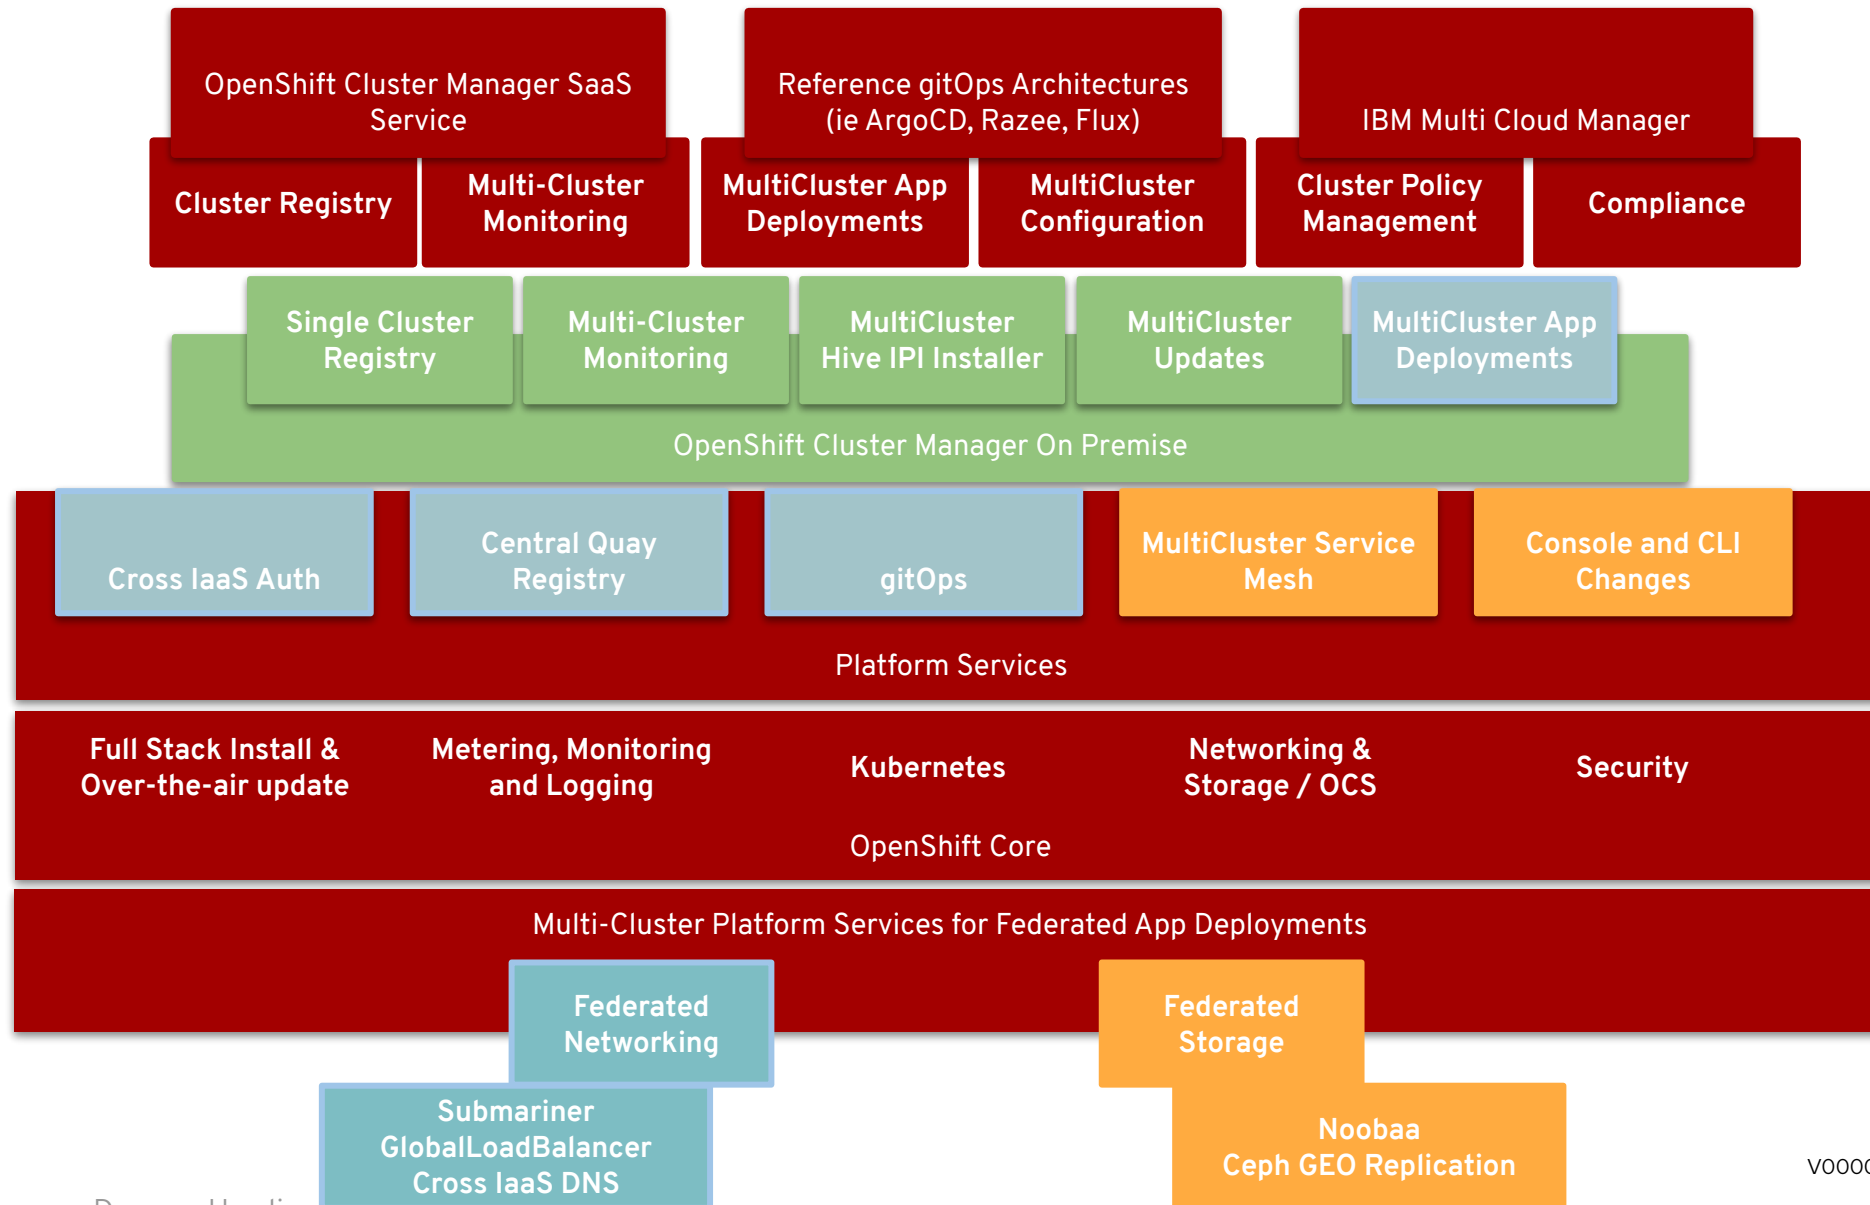 OpenShift Cluster Manager SaaS
Service
Reference gitOps Architectures
(ie ArgoCD, Razee, Flux)
IBM Multi Cloud Manager
Cluster Registry
Multi-Cluster
Monitoring
MultiCluster App
Deployments
MultiCluster
Configuration
Cluster Policy
Management
Compliance
Single Cluster
Registry
Multi-Cluster
Monitoring
MultiCluster
Hive IPI Installer
MultiCluster
Updates
MultiCluster App
Deployments
OpenShift Cluster Manager On Premise
Cross IaaS Auth
Central Quay
Registry
gitOps
MultiCluster Service
Mesh
Console and CLI
Changes
Platform Services
Full Stack Install &
Over-the-air update
Metering, Monitoring
and Logging
Kubernetes
Networking &
Storage / OCS
Security
OpenShift Core
Multi-Cluster Platform Services for Federated App Deployments
Federated
Networking
Federated
Storage
Submariner
GlobalLoadBalancer
Cross IaaS DNS
Noobaa
Ceph GEO Replication